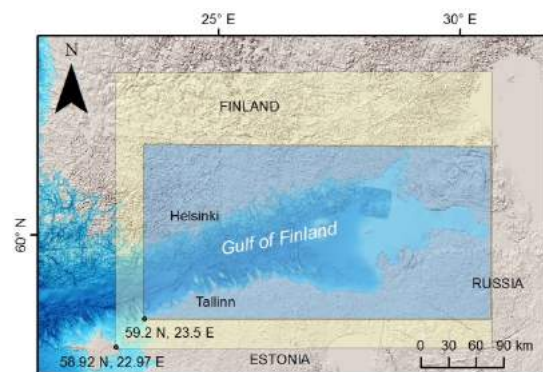 25° E
30° E
N
FINLAND
Helsinki
60° N
Gulf of Finland
RUSSIA
Tallinn
59.2 N, 23.5 E
58.92 N, 22.97 E
ESTONIA
0 30 60 90 km